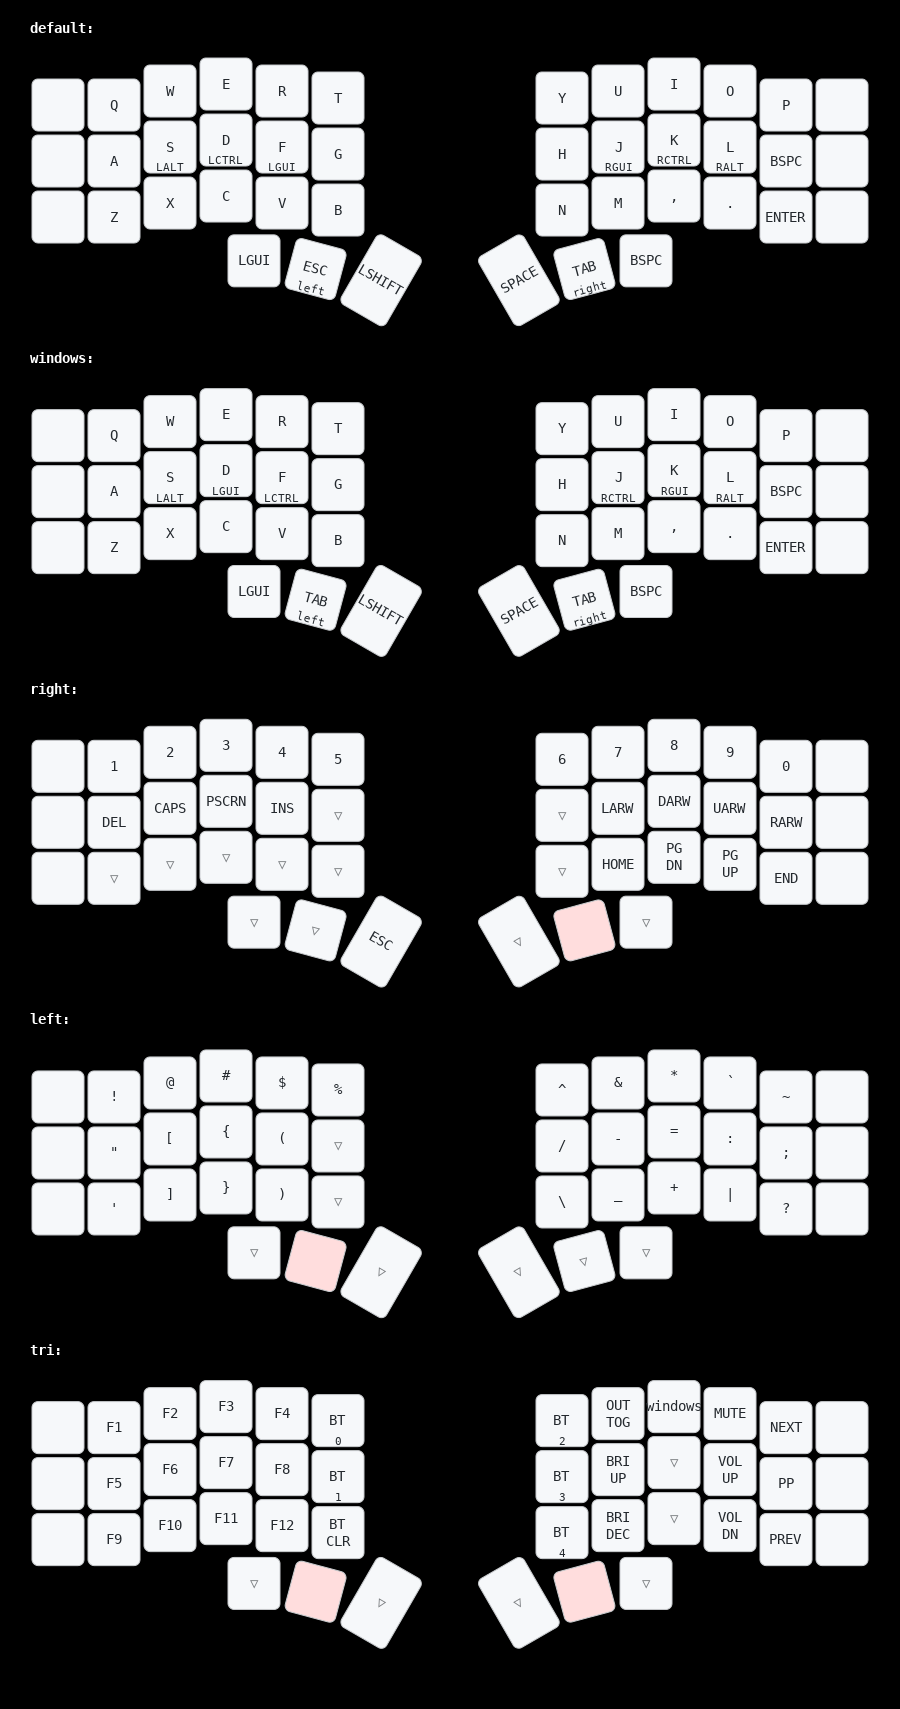 default:
Q W E R T Y U I O P
A S D F G H J K L BSPC
LALT LCTRL LGUI RGUI RCTRL RALT
Z X C V B N M , . ENTER
LGUI ESC LSHIFT SPACE TAB BSPC
left right
windows:
Q W E R T Y U I O P
A S D F G H J K L BSPC
LALT LGUI LCTRL RCTRL RGUI RALT
Z X C V B N M , . ENTER
LGUI TAB LSHIFT SPACE TAB BSPC
left right
right:
1 2 3 4 5 6 7 8 9 0
DEL CAPS PSCRN INS ▽ ▽ LARW DARW UARW RARW
▽ ▽ ▽ ▽ ▽ ▽ HOME PG DN PG UP END
▽ ▽ ESC ▽ ▽
left:
! @ # $ % ^ & * ` ~
" [ { ( ▽ / - = : ;
' ] } ) ▽ \ _ + | ?
▽ ▽ ▽ ▽ ▽
tri:
F1 F2 F3 F4 BT 0 BT 2 OUT TOG windows MUTE NEXT
F5 F6 F7 F8 BT 1 BT 3 BRI UP ▽ VOL UP PP
F9 F10 F11 F12 BT CLR BT 4 BRI DEC ▽ VOL DN PREV
▽ ▽ ▽ ▽